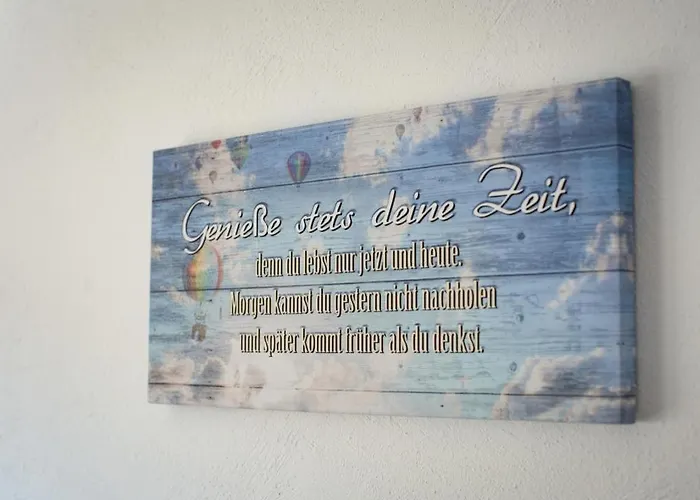 Genieße stets deine Zeit,
denn du lebst nur jetzt und heute.
Morgen kannst du gestern nicht nachholen
und später kommt früher als du denkst.